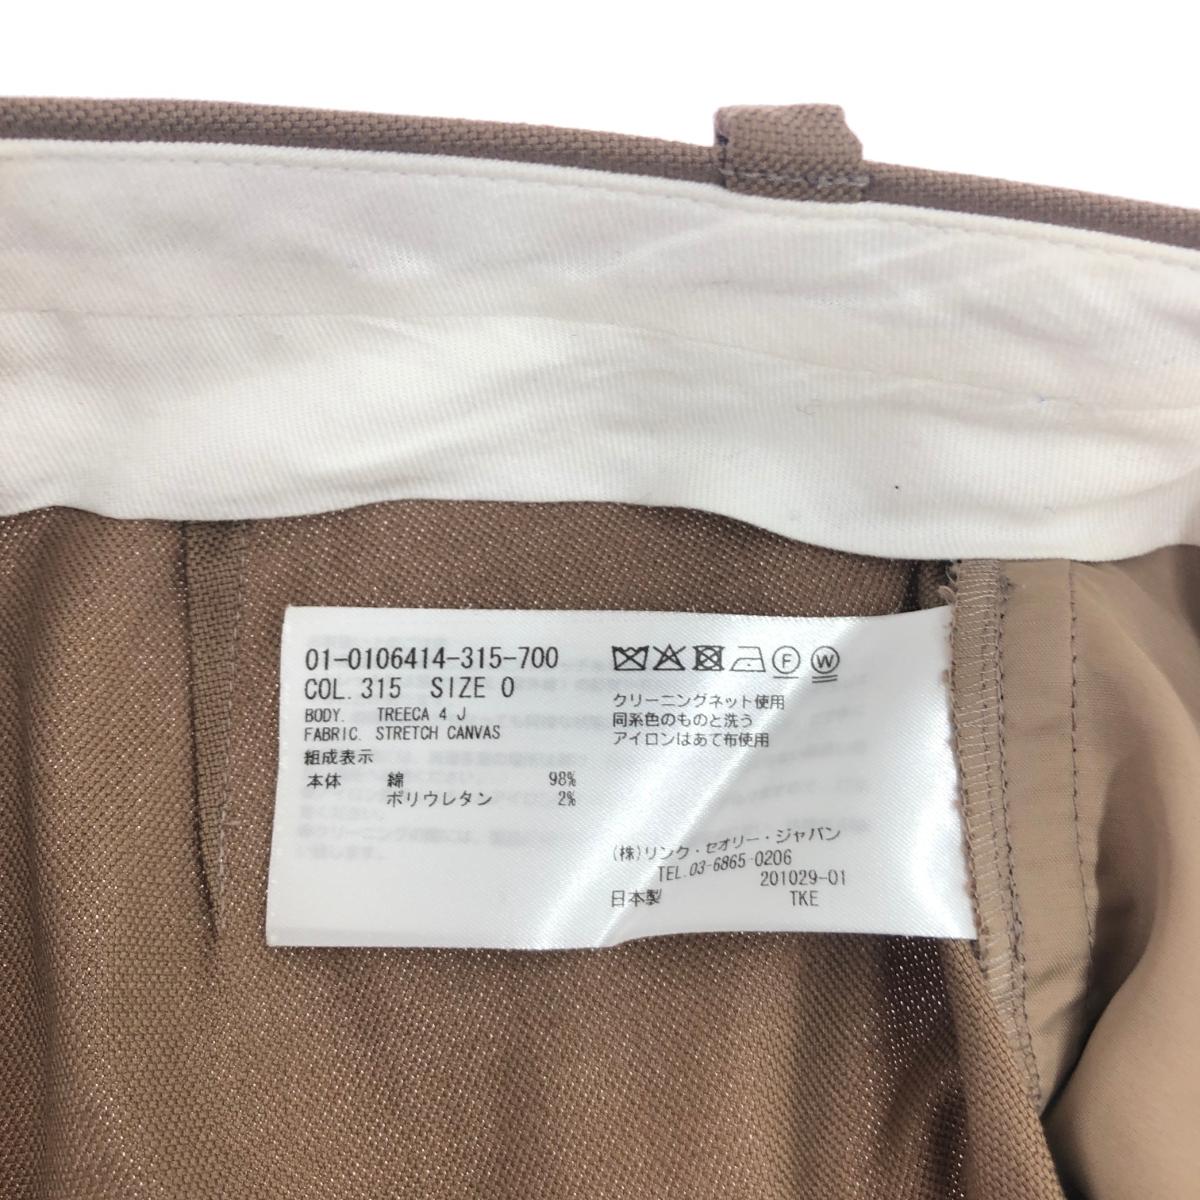 01-0106414-315-700
COL. 315 SIZE 0
BODY. TREECA 4 J
FABRIC. STRETCH CANVAS
組成表示
本体 綿 98%
ポリウレタン 2%
F W
クリーニングネット使用
同系色のものと洗う
アイロンはあて布使用
(株)リンク・セオリー・ジャパン
TEL.03-6865-0206
201029-01
日本製 TKE